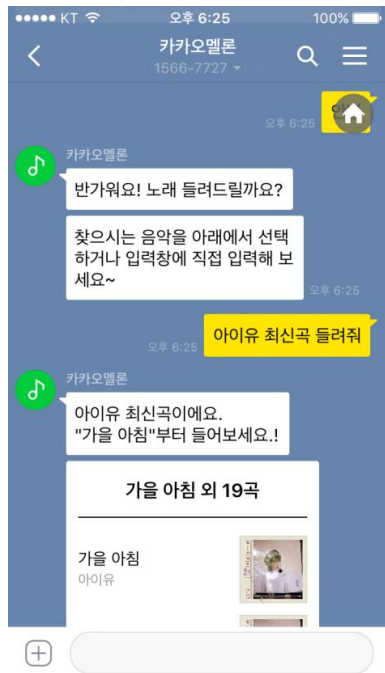 KT 오후 6:25 100%
카카오멜론
1566-7727
오후 6:25
카카오멜론
반가워요! 노래 들려드릴까요?
찾으시는 음악을 아래에서 선택
하거나 입력창에 직접 입력해 보
세요~
오후 6:25
아이유 최신곡 들려줘
오후 6:25
카카오멜론
아이유 최신곡이에요.
"가을 아침"부터 들어보세요.!
가을 아침 외 19곡
가을 아침
아이유